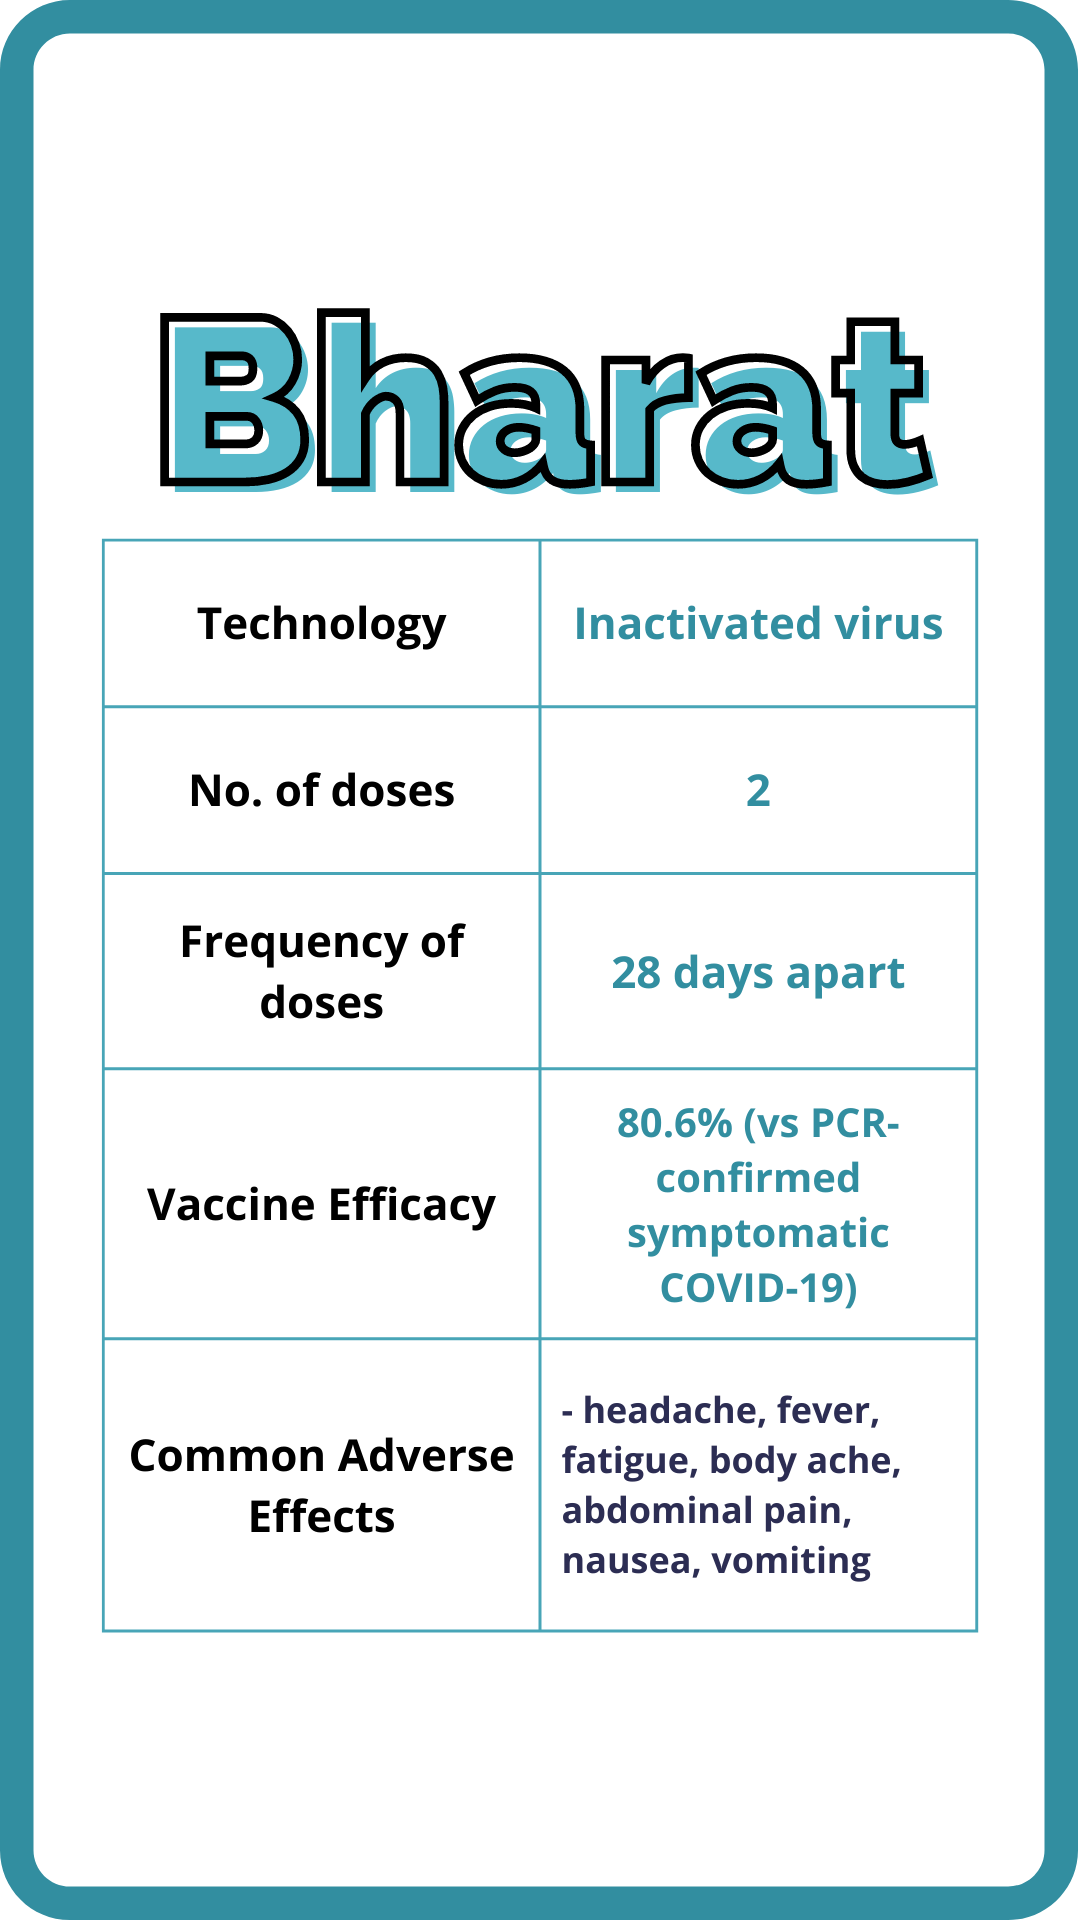 Bharat
Technology
Inactivated virus
No. of doses
2
Frequency of
doses
28 days apart
Vaccine Efficacy
80.6% (vs PCR-
confirmed
symptomatic
COVID-19)
Common Adverse
Effects
- headache, fever,
fatigue, body ache,
abdominal pain,
nausea, vomiting